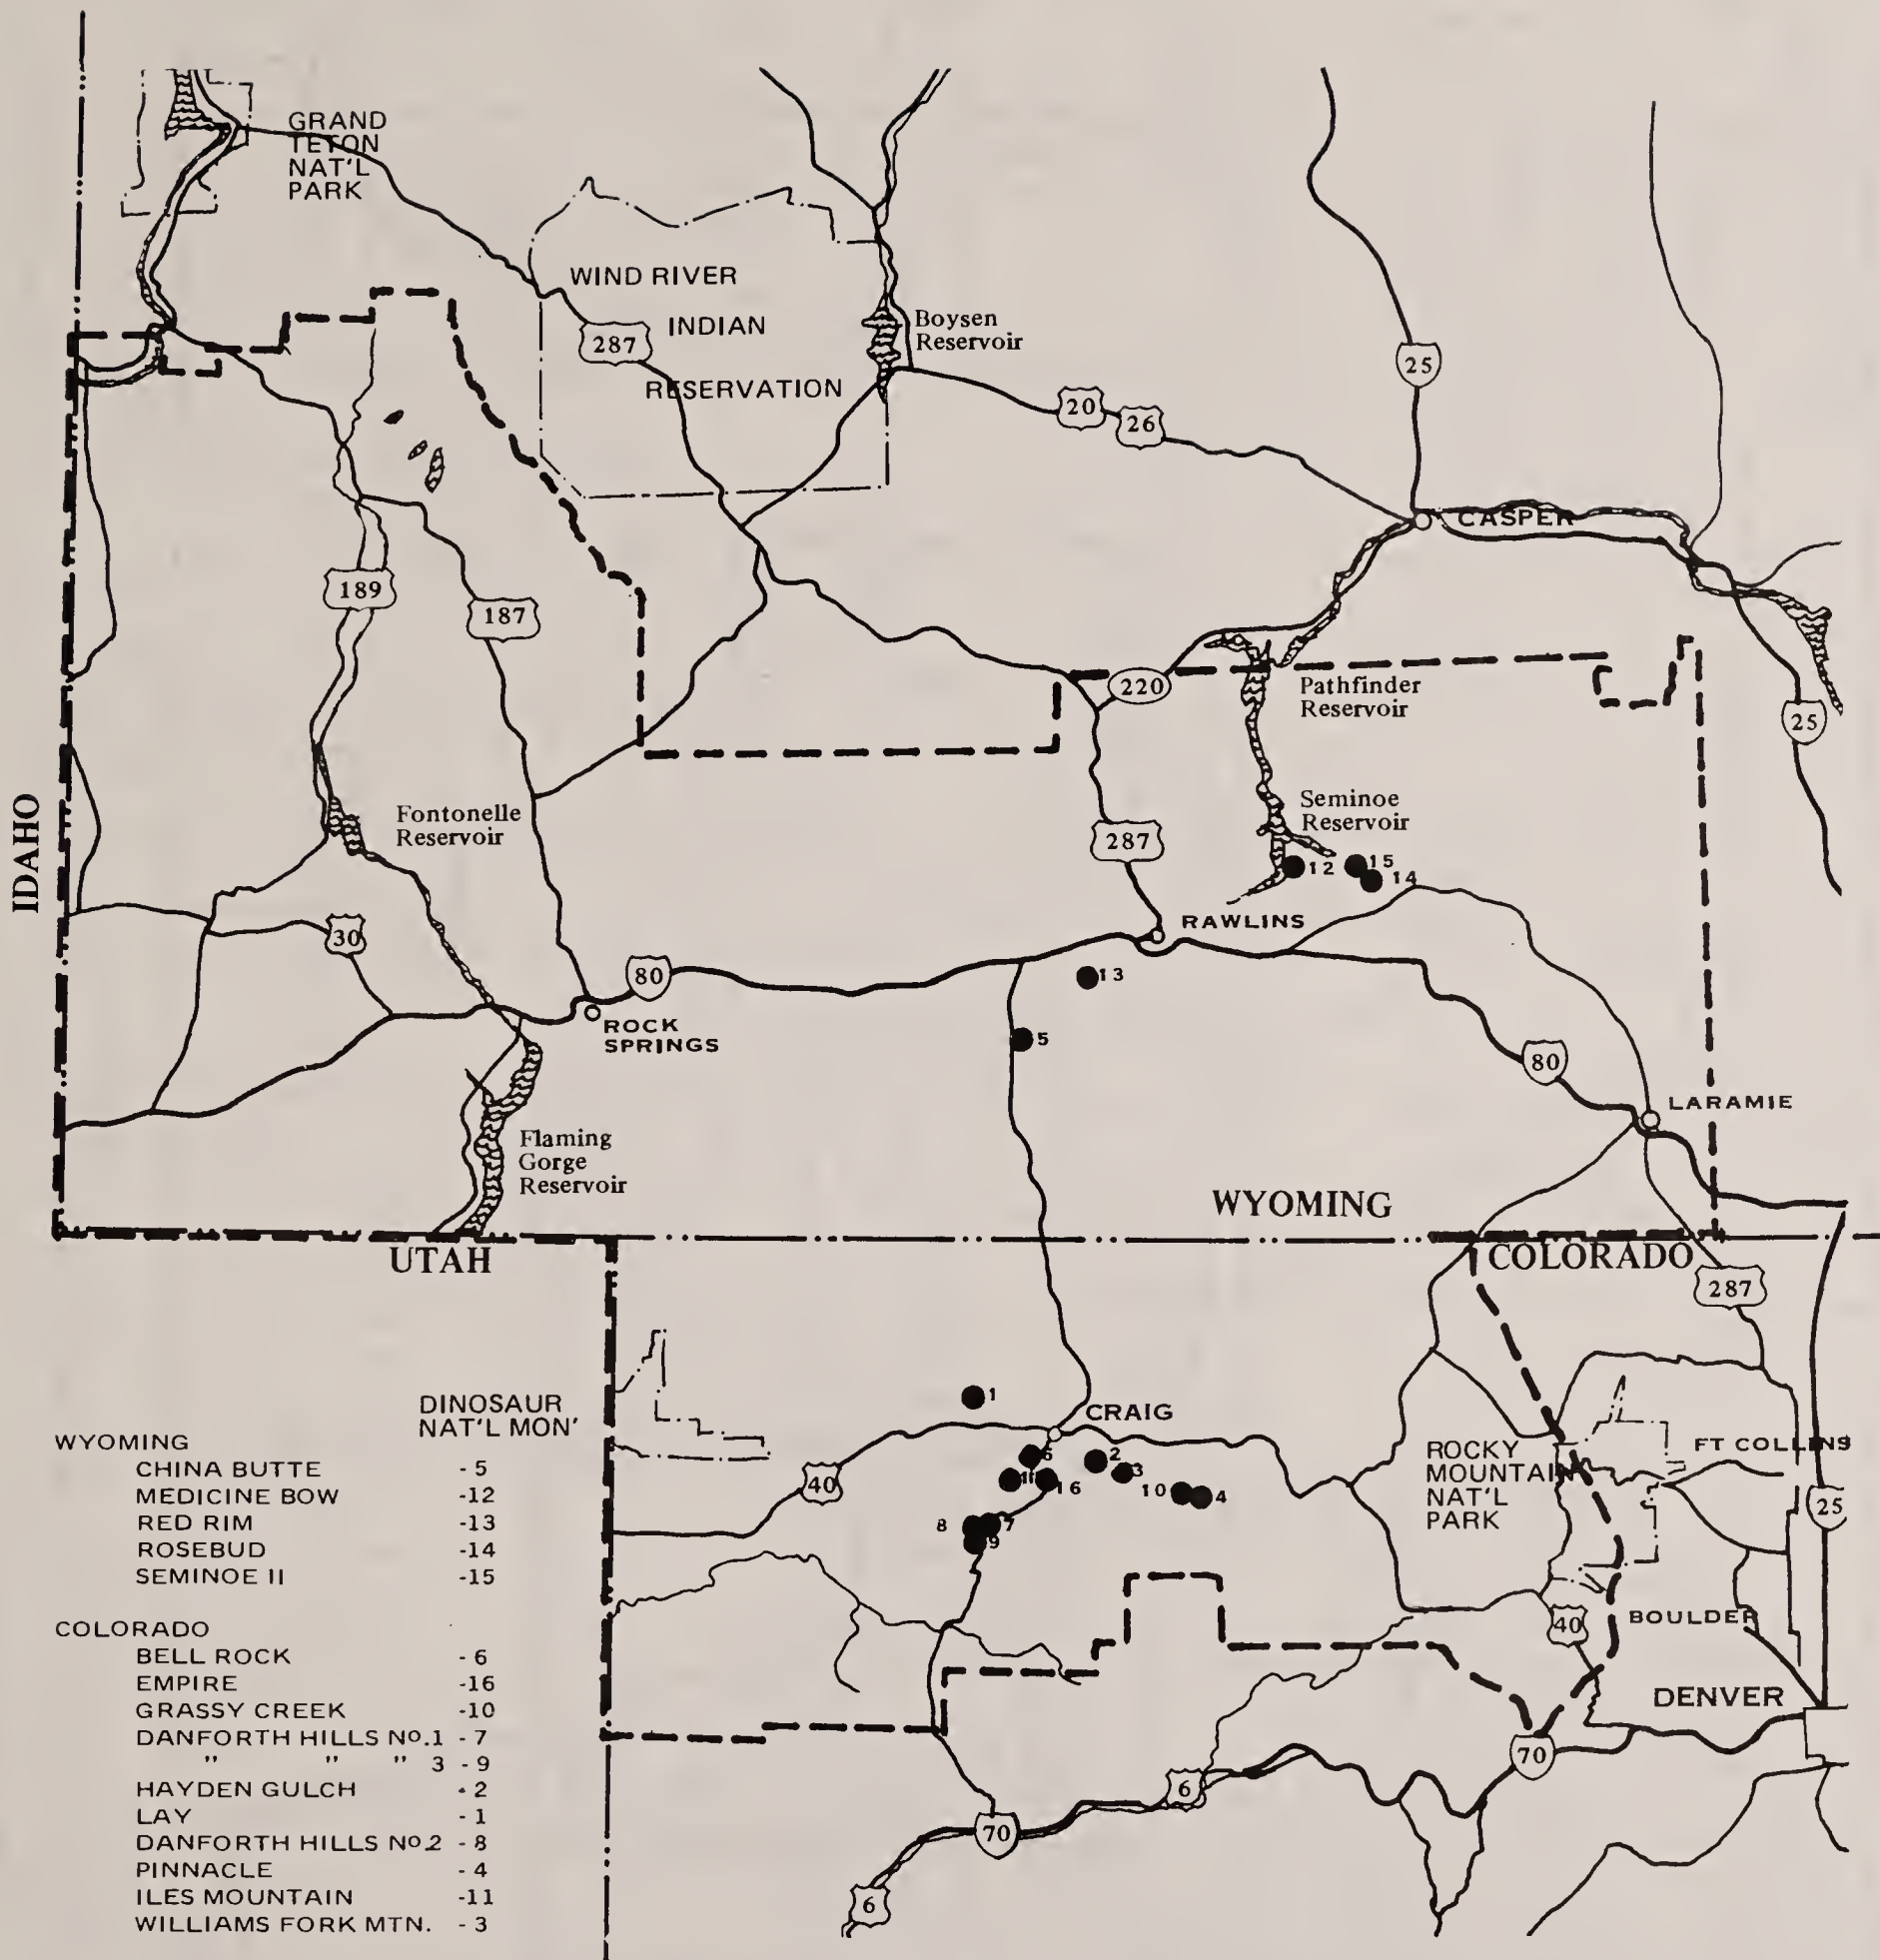 GRAND
TETON
NAT'L
PARK
WIND RIVER
INDIAN
RESERVATION
287
Boysen
Reservoir
25
20
26
CASPER
189
187
220
Pathfinder
Reservoir
25
IDAHO
Fontonelle
Reservoir
287
Seminoe
Reservoir
12
15
14
RAWLINS
30
80
13
ROCK
SPRINGS
5
80
LARAMIE
Flaming
Gorge
Reservoir
WYOMING
UTAH
COLORADO
287
1
CRAIG
DINOSAUR
NAT'L MON'
40
6
2
3
11
16
10
4
8
7
9
ROCKY
MOUNTAIN
NAT'L
PARK
FT COLLINS
25
40
BOULDER
DENVER
70
6
70
6
WYOMING
CHINA BUTTE - 5
MEDICINE BOW -12
RED RIM -13
ROSEBUD -14
SEMINOE II -15
COLORADO
BELL ROCK - 6
EMPIRE -16
GRASSY CREEK -10
DANFORTH HILLS No.1 - 7
" " " 3 - 9
HAYDEN GULCH - 2
LAY - 1
DANFORTH HILLS No.2 - 8
PINNACLE - 4
ILES MOUNTAIN -11
WILLIAMS FORK MTN. - 3